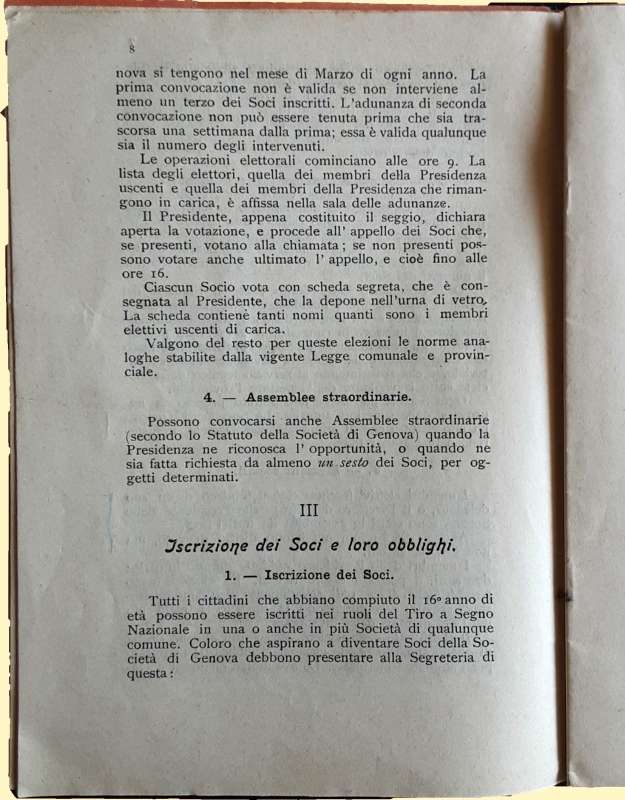 8
nova si tengono nel mese di Marzo di ogni anno. La
prima convocazione non è valida se non interviene al-
meno un terzo dei Soci inscritti. L'adunanza di seconda
convocazione non può essere tenuta prima che sia tra-
scorsa una settimana dalla prima; essa è valida qualunque
sia il numero degli intervenuti.
Le operazioni elettorali cominciano alle ore 9. La
lista degli elettori, quella dei membri della Presidenza
uscenti e quella dei membri della Presidenza che riman-
gono in carica, è affissa nella sala delle adunanze.
Il Presidente, appena costituito il seggio, dichiara
aperta la votazione, e procede all' appello dei Soci che,
se presenti, votano alla chiamata; se non presenti pos-
sono votare anche ultimato l' appello, e cioè fino alle
ore 16.
Ciascun Socio vota con scheda segreta, che è con-
segnata al Presidente, che la depone nell'urna di vetro.
La scheda contiene tanti nomi quanti sono i membri
elettivi uscenti di carica.
Valgono del resto per queste elezioni le norme ana-
loghe stabilite dalla vigente Legge comunale e provin-
ciale.
4. — Assemblee straordinarie.
Possono convocarsi anche Assemblee straordinarie
(secondo lo Statuto della Società di Genova) quando la
Presidenza ne riconosca l' opportunità, o quando ne
sia fatta richiesta da almeno un sesto dei Soci, per og-
getti determinati.
III
Iscrizione dei Soci e loro obblighi.
1. — Iscrizione dei Soci.
Tutti i cittadini che abbiano compiuto il 16º anno di
età possono essere iscritti nei ruoli del Tiro a Segno
Nazionale in una o anche in più Società di qualunque
comune. Coloro che aspirano a diventare Soci della So-
cietà di Genova debbono presentare alla Segreteria di
questa: